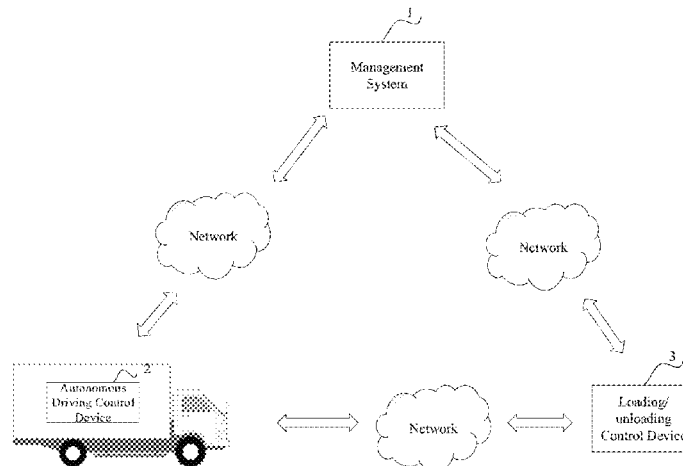 1
Management
System
Network
Network
2
Autonomous
Driving Control
Device
3
Loading/
unloading
Control Device
Network